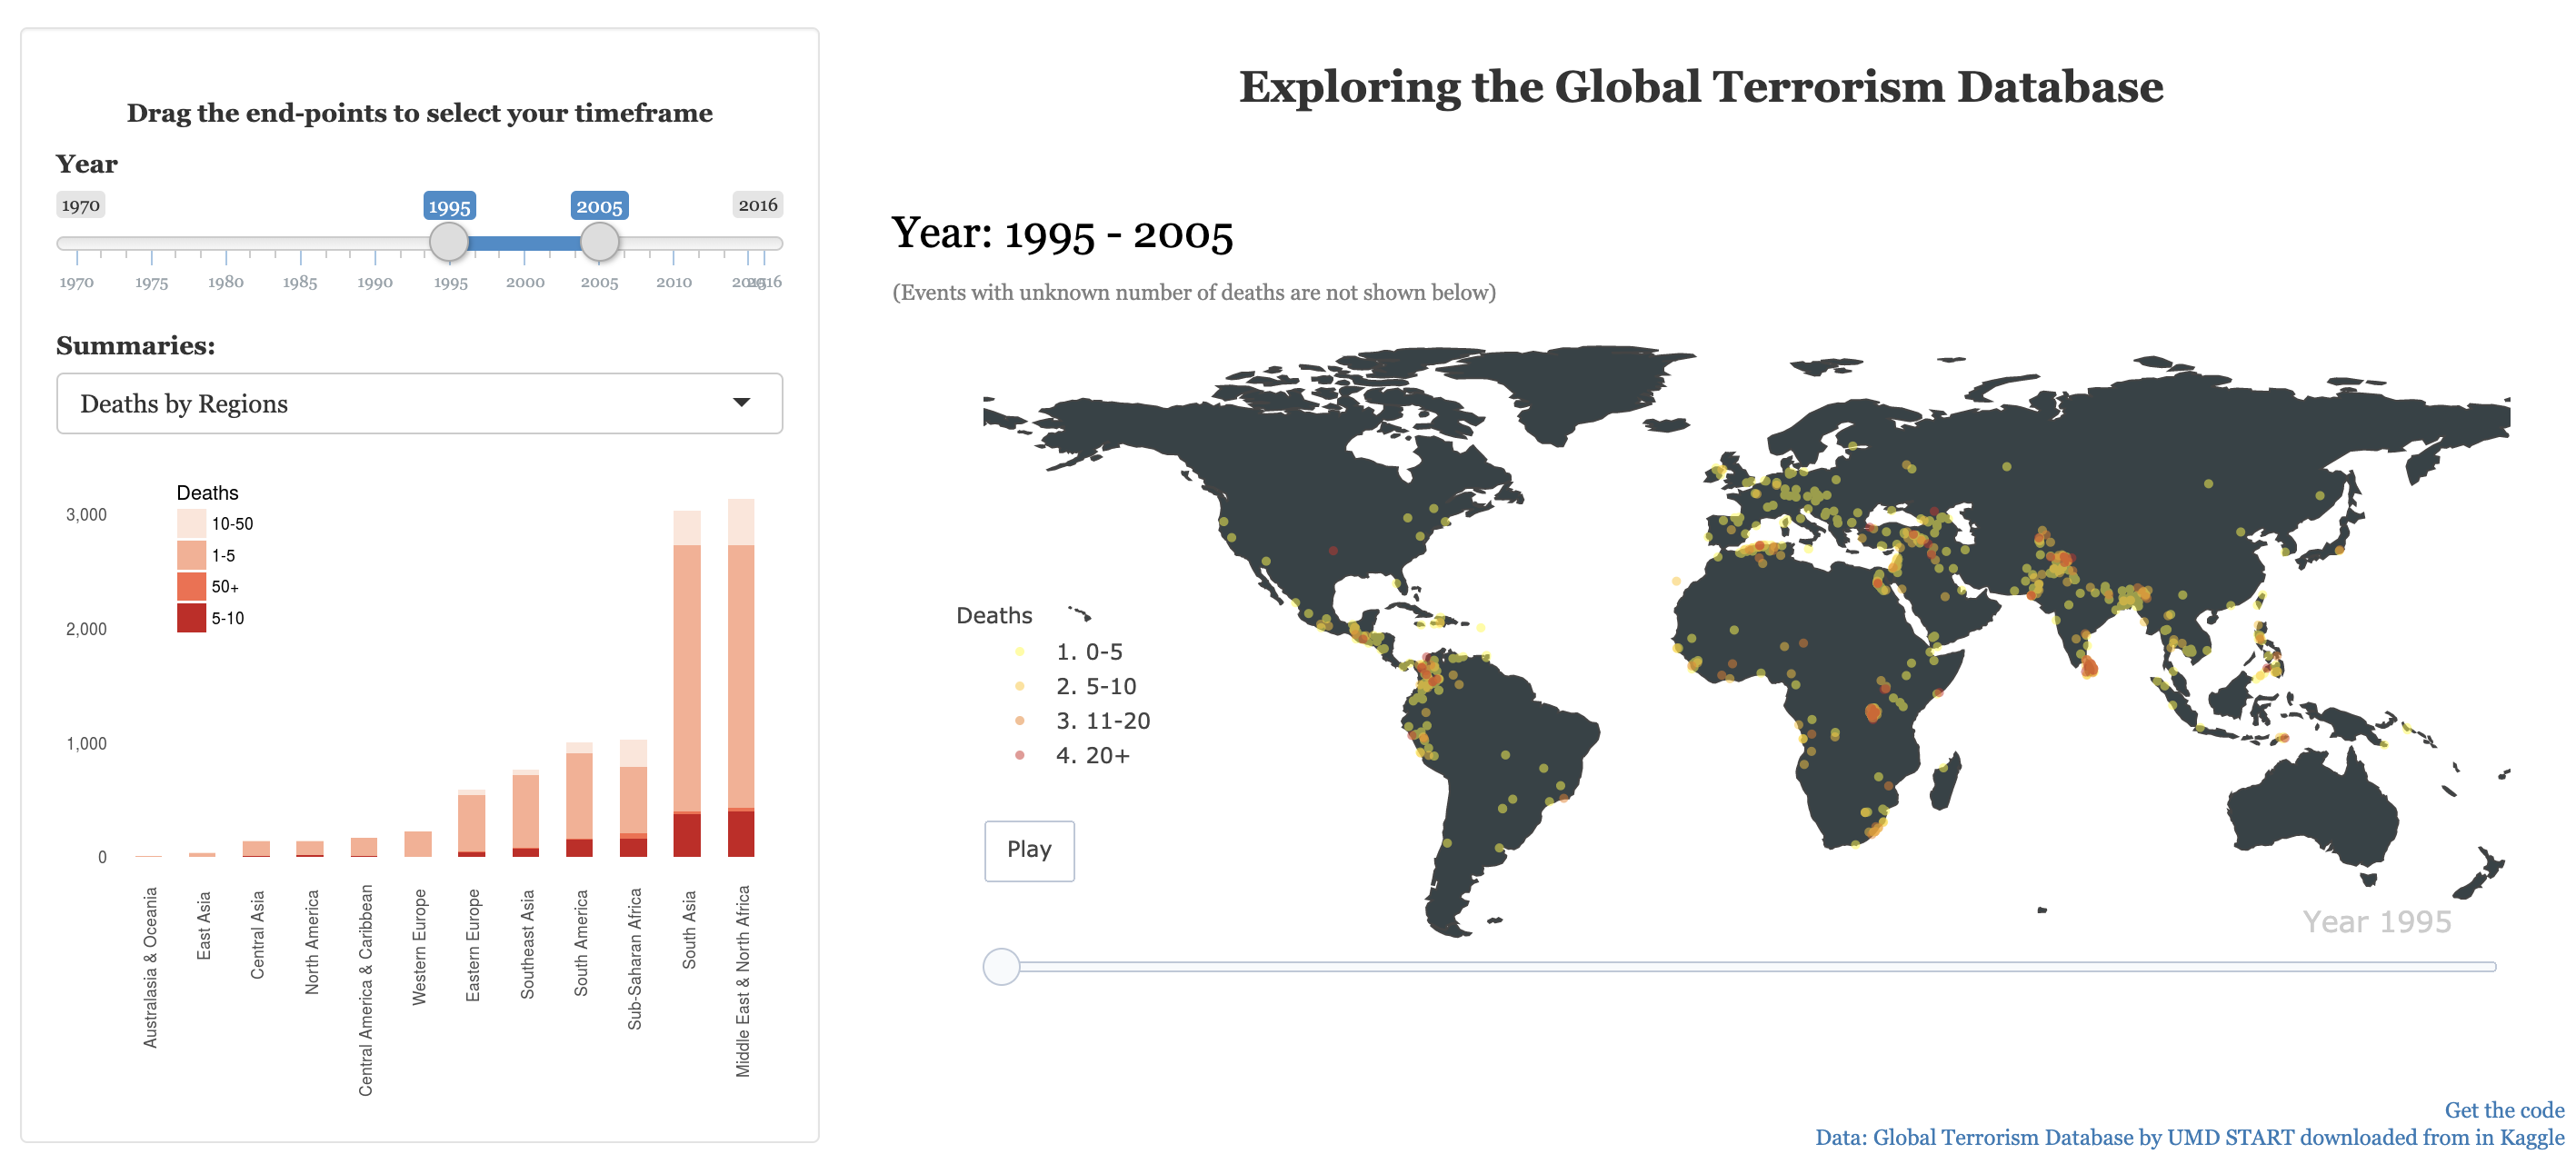 Drag the end-points to select your timeframe
Year
1970
1995
2005
2016
1970 1975 1980 1985 1990 1995 2000 2005 2010 2015 2016
Summaries:
Deaths by Regions
Deaths
10-50
1-5
50+
5-10
3,000
2,000
1,000
0
Australasia & Oceania
East Asia
Central Asia
North America
Central America & Caribbean
Western Europe
Eastern Europe
Southeast Asia
South America
Sub-Saharan Africa
South Asia
Middle East & North Africa
Exploring the Global Terrorism Database
Year: 1995 - 2005
(Events with unknown number of deaths are not shown below)
Deaths
1. 0-5
2. 5-10
3. 11-20
4. 20+
Play
Year 1995
Get the code
Data: Global Terrorism Database by UMD START downloaded from in Kaggle